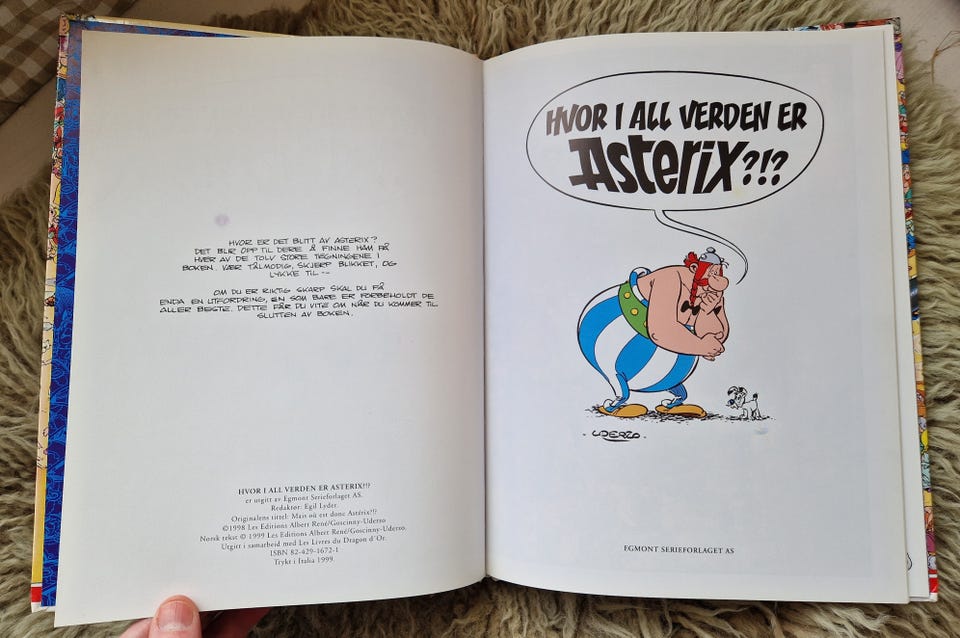 HVOR ER DET BLITT AV ASTERIX?
DET BLIR OPP TIL DERE Å FINNE HAM PÅ
HVER AV DE TOLV STORE TEGNINGENE I
BOKEN. VÆR TÅLMODIG, SKJERP BLIKKET, OG
LYKKE TIL --
OM DU ER RIKTIG SKARP SKAL DU FÅ
ENDA EN UTFORDRING, EN SOM BARE ER FORBEHOLDT DE
ALLER BESTE. DETTE FÅR DU VITE OM NÅR DU KOMMER TIL
SLUTTEN AV BOKEN.
HVOR I ALL VERDEN ER ASTERIX?!?
er utgitt av Egmont Serieforlaget AS.
Redaktør: Egil Lyder.
Originalens tittel: Mais où est donc Astérix?!?
©1998 Les Editions Albert René/Goscinny-Uderzo
Norsk tekst © 1999 Les Editions Albert René/Goscinny-Uderzo.
Utgitt i samarbeid med Les Livres du Dragon d'Or.
ISBN 82-429-1672-1
Trykt i Italia 1999.
HVOR I ALL VERDEN ER
Asterix?!?
· UDERZO ·
EGMONT SERIEFORLAGET AS